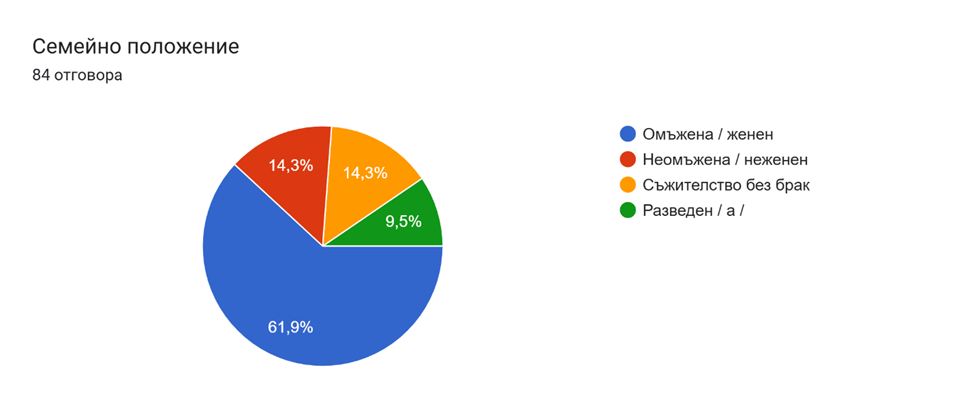 Семейно положение
84 отговора
14,3%
14,3%
9,5%
61,9%
Омъжена / женен
Неомъжена / неженен
Съжителство без брак
Разведен / а /